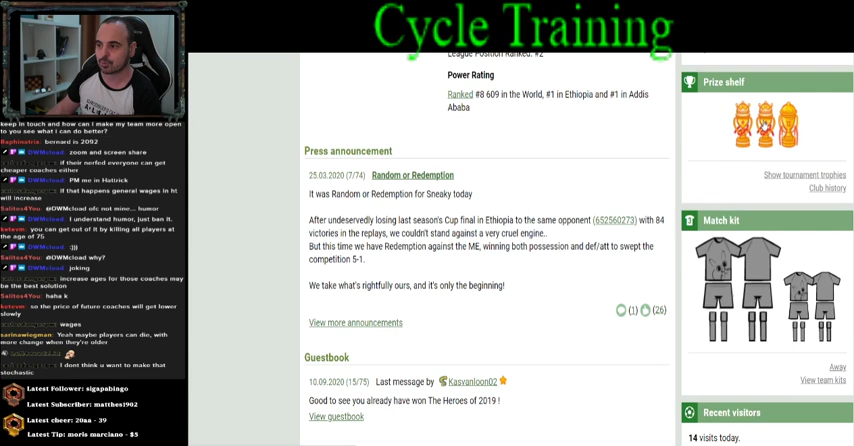 Cycle Training
keep in touch and how can I make my team more open
to you see what I can do better?
Raphinatrix: bernard is 2092
DWMcloud: zoom and screen share
if their nerfed everyone can get
cheaper coaches either
DWMcloud: PM me in Hattrick
If that happens general wages in ht
will increase
Salitos4You: @DWMcloud ofc not mine... humor
DWMcloud: I understand humor, just ban it.
ketevm: you can get out of it by killing all players at
the age of 75
DWMcloud: :)))
Salitos4You: @DWMcloud why?
DWMcloud: joking
increase ages for those coaches may
be the best solution
Salitos4You: haha k
ketevm: so the price of future coaches will get lower
slowly
wages
sarinawiegman: Yeah maybe players can die, with
more change when they're older
I dont think u want to make that
stochastic
Latest Follower: sigapabingo
Latest Subscriber: matthes1902
Latest cheer: 20aa - 39
Latest Tip: moris marciano - $5
League Position Ranked: #2
Power Rating
Ranked #8 609 in the World, #1 in Ethiopia and #1 in Addis
Ababa
Press announcement
25.03.2020 (7/74) Random or Redemption
It was Random or Redemption for Sneaky today
After undeservedly losing last season's Cup final in Ethiopia to the same opponent (652560273) with 84
victories in the replays, we couldn't stand against a very cruel engine..
But this time we have Redemption against the ME, winning both possession and def/att to swept the
competition 5-1.
We take what's rightfully ours, and it's only the beginning!
(1) (26)
View more announcements
Guestbook
10.09.2020 (15/75) Last message by Kasvanloon02
Good to see you already have won The Heroes of 2019 !
View guestbook
Prize shelf
Show tournament trophies
Club history
Match kit
Away
View team kits
Recent visitors
14 visits today.